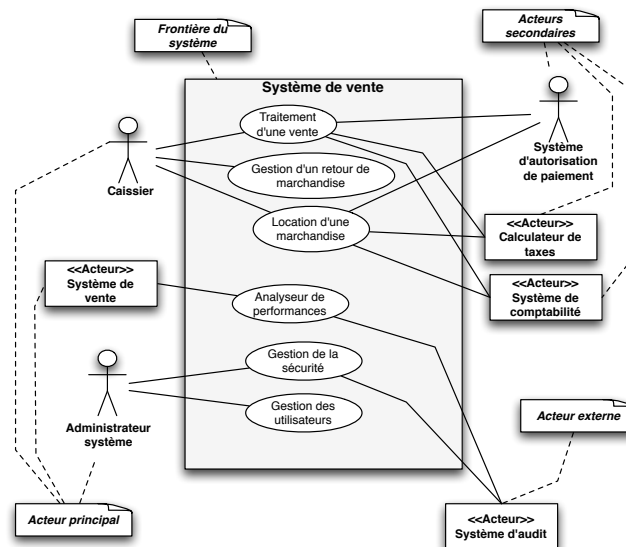 Frontière du
système
Acteurs
secondaires
Système de vente
Traitement
d'une vente
Caissier
Système
d'autorisation
de paiement
Gestion d'un retour de
marchandise
Location d'une
marchandise
<<Acteur>>
Calculateur de
taxes
<<Acteur>>
Système de
vente
<<Acteur>>
Système de
comptabilité
Analyseur de
performances
Gestion de la
sécurité
Gestion des
utilisateurs
Administrateur
système
Acteur externe
Acteur principal
<<Acteur>>
Système d'audit